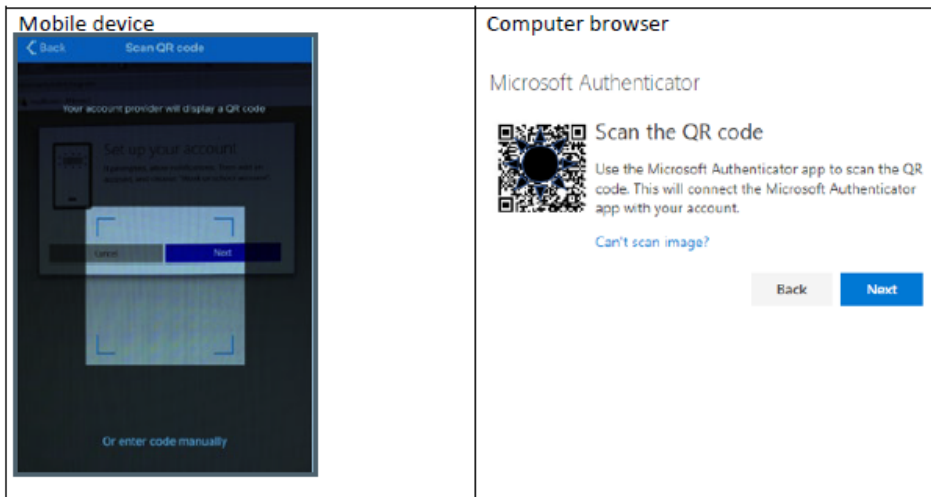 Mobile device
Back Scan QR code
Your account provider will display a QR code
Set up your account
Cancel Next
Or enter code manually
Computer browser
Microsoft Authenticator
Scan the QR code
Use the Microsoft Authenticator app to scan the QR
code. This will connect the Microsoft Authenticator
app with your account.
Can't scan image?
Back Next